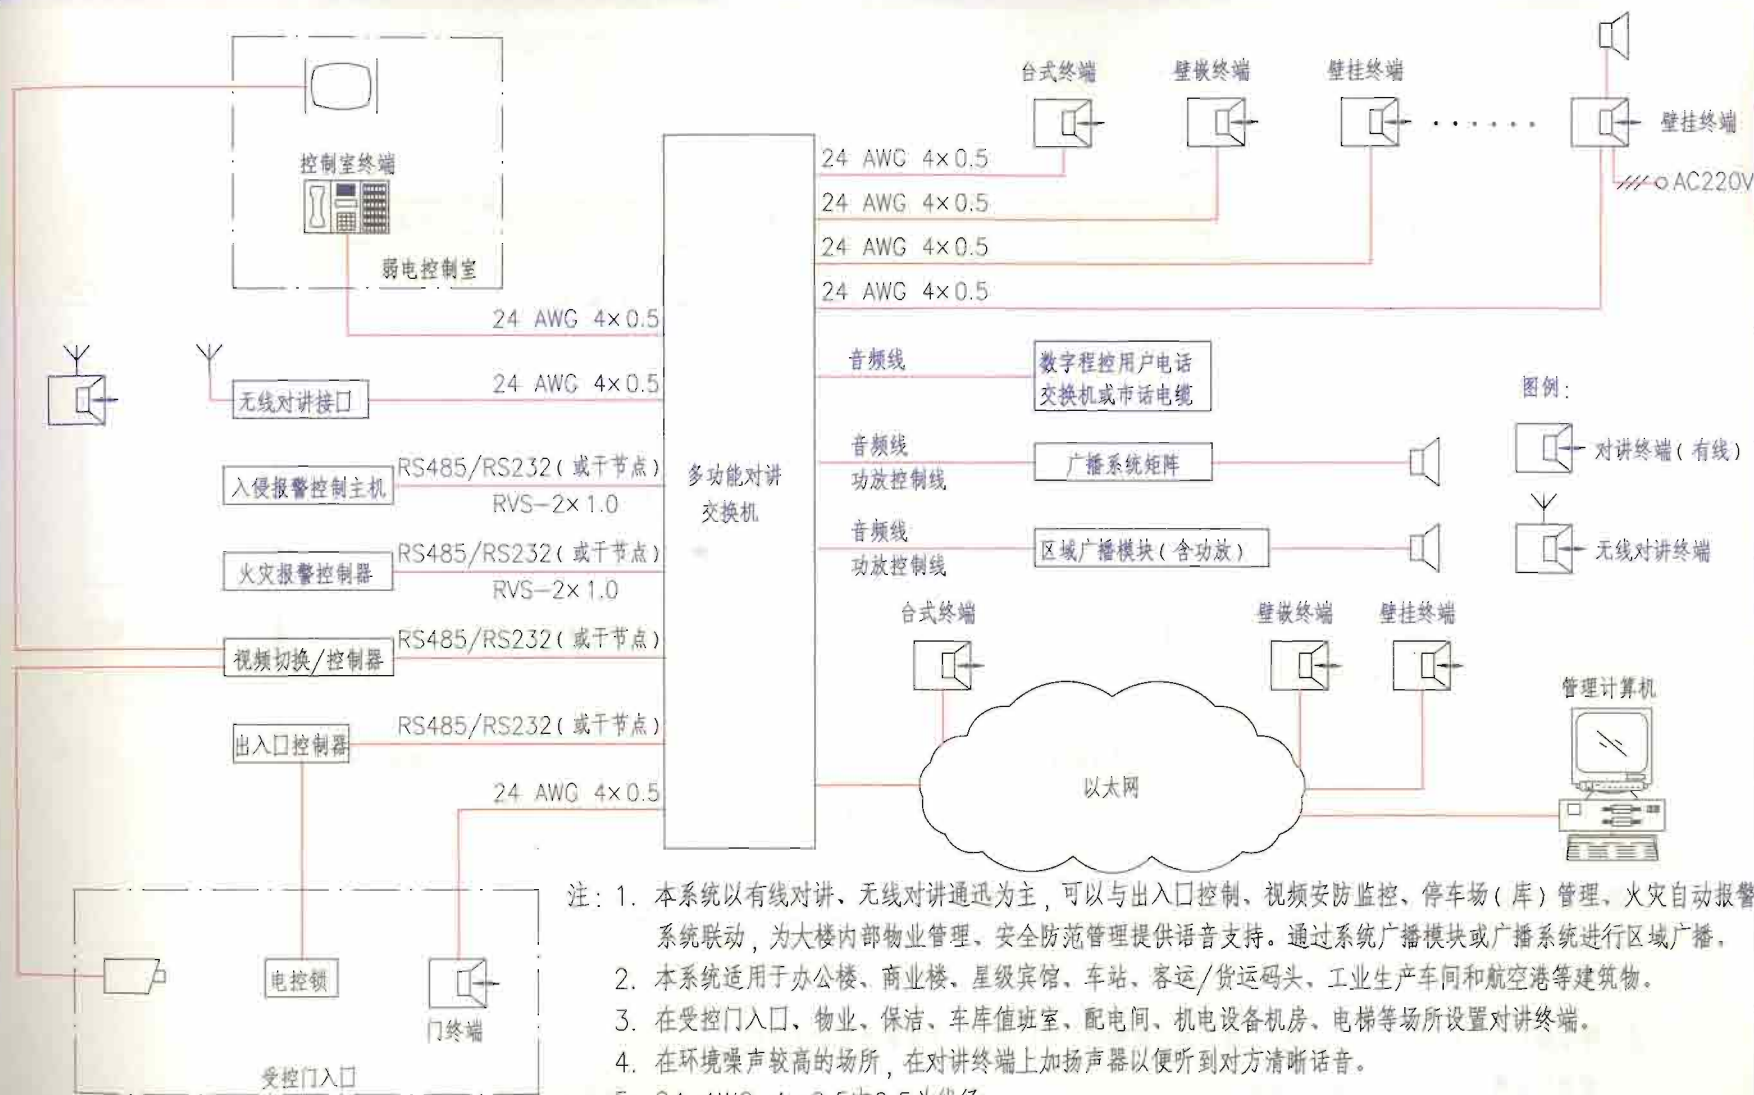 台式终端
壁嵌终端
壁挂终端
壁挂终端
AC220V
控制室终端
弱电控制室
24 AWG 4×0.5
24 AWG 4×0.5
24 AWG 4×0.5
24 AWG 4×0.5
24 AWG 4×0.5
无线对讲接口
24 AWG 4×0.5
入侵报警控制主机
RS485/RS232(或干节点)
RVS-2×1.0
火灾报警控制器
RS485/RS232(或干节点)
RVS-2×1.0
视频切换/控制器
RS485/RS232(或干节点)
出入口控制器
RS485/RS232(或干节点)
24 AWG 4×0.5
多功能对讲
交换机
音频线
数字程控用户电话
交换机或市话电缆
音频线
功放控制线
广播系统矩阵
音频线
功放控制线
区域广播模块(含功放)
图例:
对讲终端(有线)
无线对讲终端
台式终端
壁嵌终端
壁挂终端
以太网
管理计算机
电控锁
门终端
受控门入口
注: 1. 本系统以有线对讲、无线对讲通迅为主,可以与出入口控制、视频安防监控、停车场(库)管理、火灾自动报警
系统联动,为大楼内部物业管理、安全防范管理提供语音支持。通过系统广播模块或广播系统进行区域广播。
2. 本系统适用于办公楼、商业楼、星级宾馆、车站、客运/货运码头、工业生产车间和航空港等建筑物。
3. 在受控门入口、物业、保洁、车库值班室、配电间、机电设备机房、电梯等场所设置对讲终端。
4. 在环境噪声较高的场所,在对讲终端上加扬声器以便听到对方清晰话音。